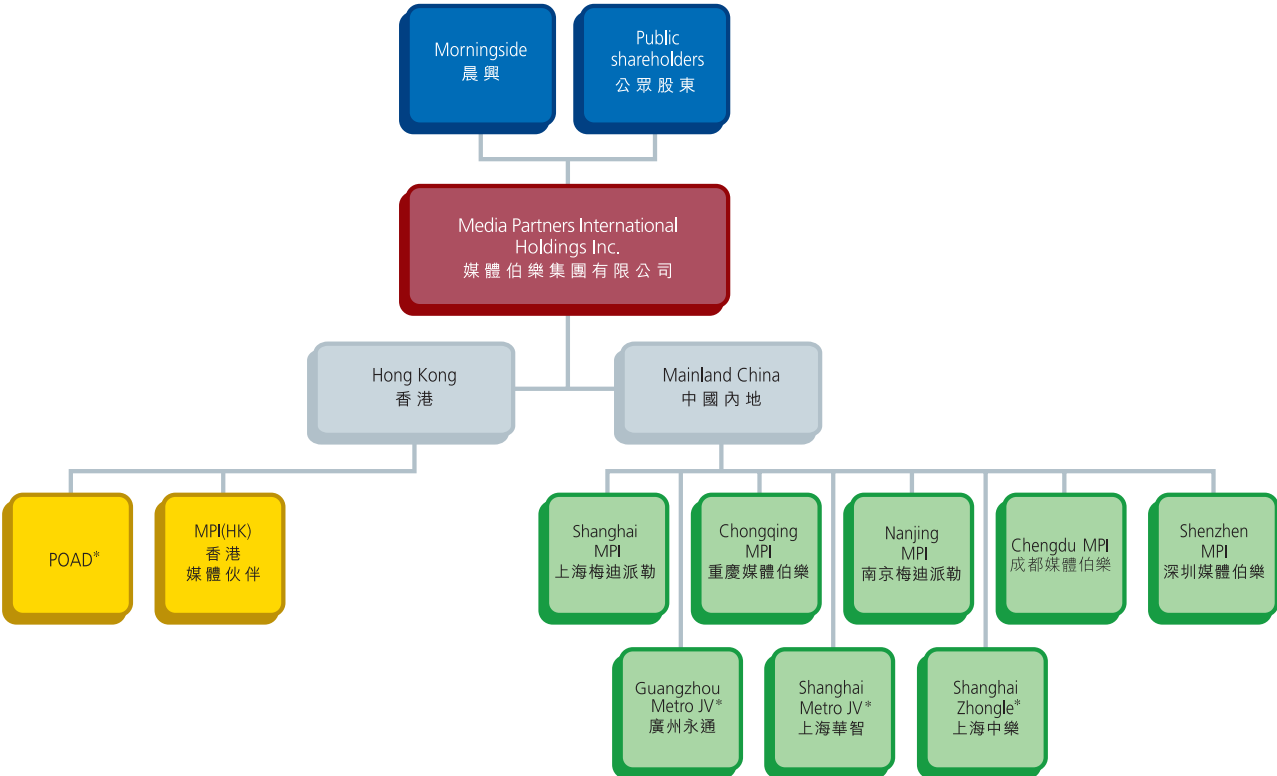 Morningside
晨興
Public
shareholders
公眾股東
Media Partners International
Holdings Inc.
媒體伯樂集團有限公司
Hong Kong
香港
Mainland China
中國內地
POAD*
MPI(HK)
香港
媒體伙伴
Shanghai
MPI
上海梅迪派勒
Chongqing
MPI
重慶媒體伯樂
Nanjing
MPI
南京梅迪派勒
Chengdu MPI
成都媒體伯樂
Shenzhen
MPI
深圳媒體伯樂
Guangzhou
Metro JV*
廣州永通
Shanghai
Metro JV*
上海華智
Shanghai
Zhongle*
上海中樂